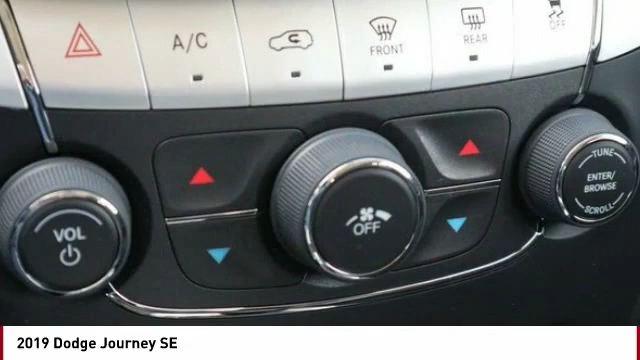 A/C
FRONT
REAR
OFF
VOL
OFF
TUNE
ENTER/
BROWSE
SCROLL
2019 Dodge Journey SE